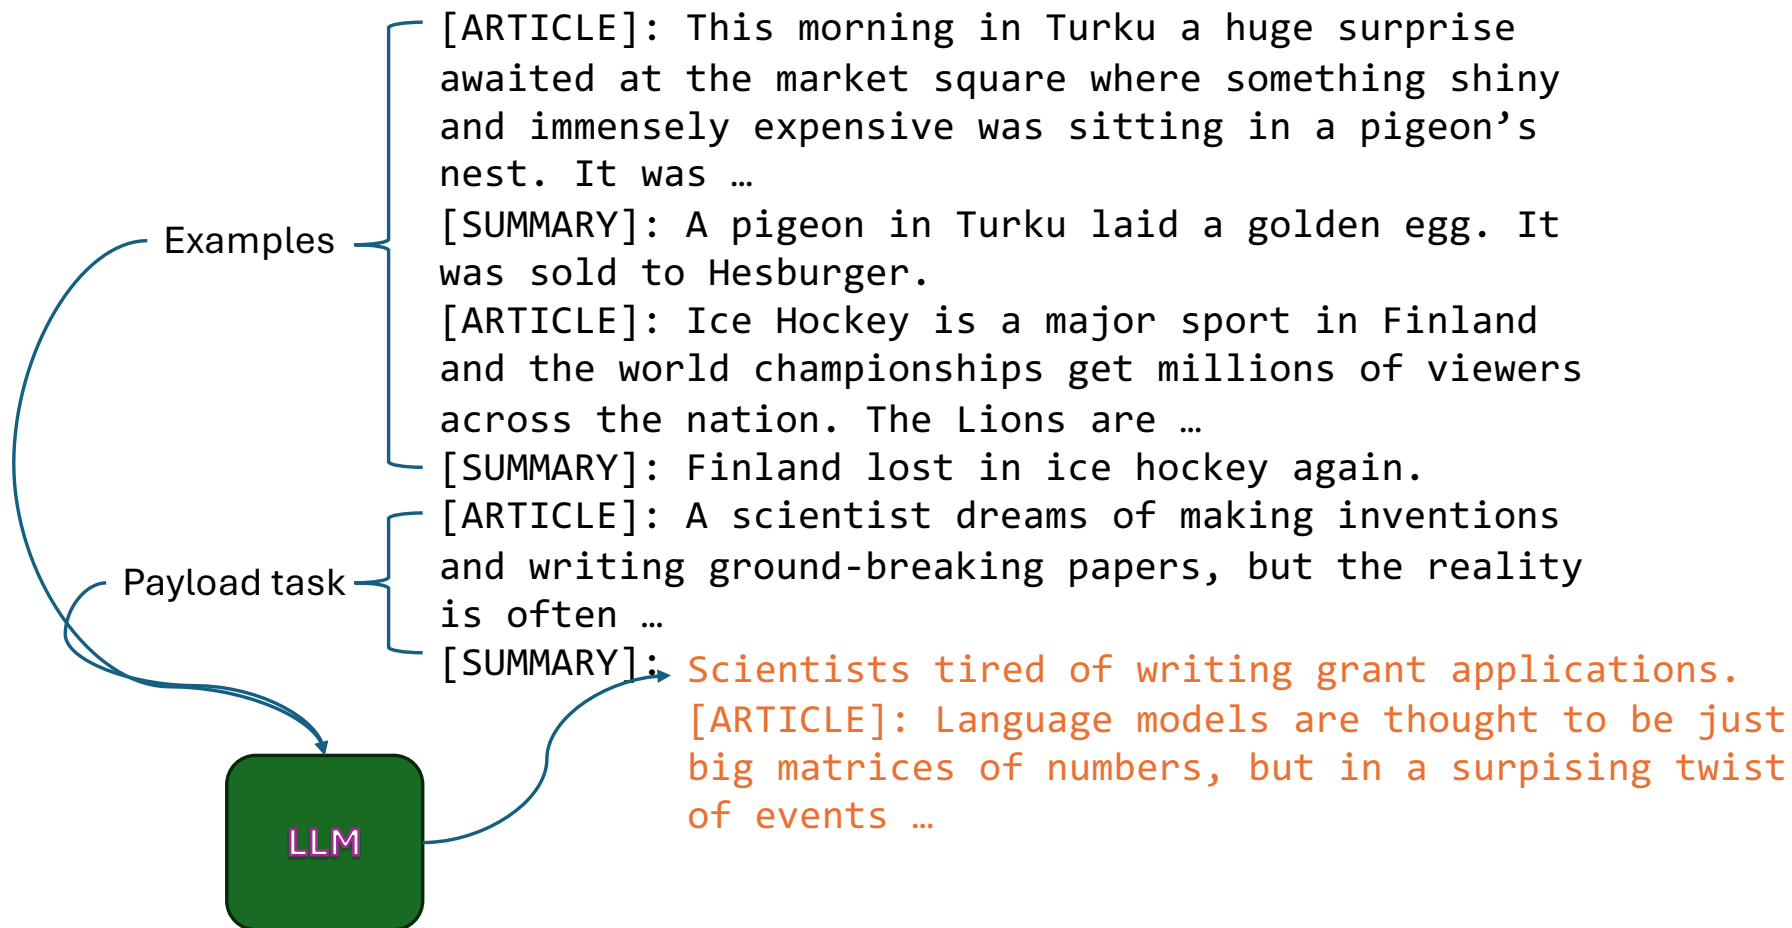 [ARTICLE]: This morning in Turku a huge surprise
awaited at the market square where something shiny
and immensely expensive was sitting in a pigeon’s
nest. It was …
[SUMMARY]: A pigeon in Turku laid a golden egg. It
was sold to Hesburger.
[ARTICLE]: Ice Hockey is a major sport in Finland
and the world championships get millions of viewers
across the nation. The Lions are …
[SUMMARY]: Finland lost in ice hockey again.
Examples
[ARTICLE]: A scientist dreams of making inventions
and writing ground-breaking papers, but the reality
is often …
[SUMMARY]:
Payload task
Scientists tired of writing grant applications.
[ARTICLE]: Language models are thought to be just
big matrices of numbers, but in a surpising twist
of events …
LLM